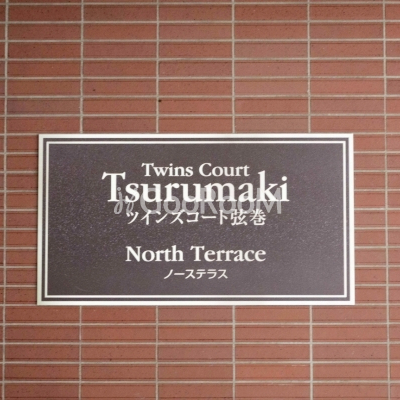 Twins Court
Tsurumaki
ツインズコート弦巻
North Terrace
ノーステラス